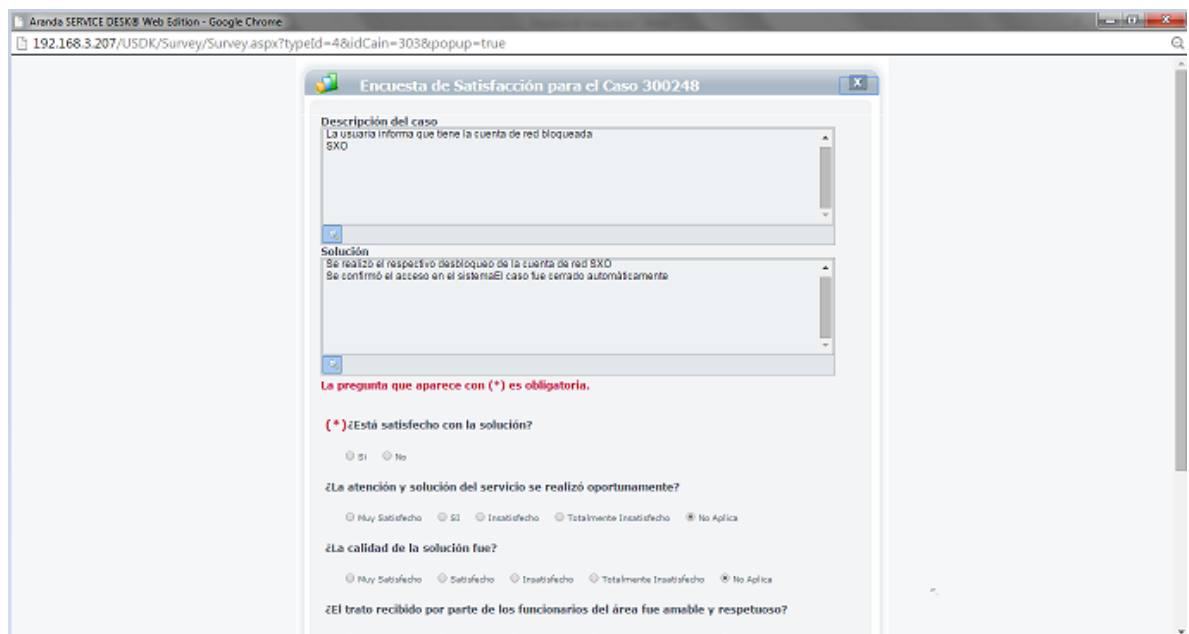 Aranda SERVICE DESK® Web Edition - Google Chrome
192.168.3.207/USDK/Survey/Survey.aspx?typeId=4&idCain=303&popup=true
Encuesta de Satisfacción para el Caso 300248
X
Descripción del caso
La usuaria informa que tiene la cuenta de red bloqueada
SXO
Solución
Se realizó el respectivo desbloqueo de la cuenta de red SXO
Se confirmó el acceso en el sistemaEl caso fue cerrado automáticamente
La pregunta que aparece con (*) es obligatoria.
(*)¿Está satisfecho con la solución?
Si No
¿La atención y solución del servicio se realizó oportunamente?
Muy Satisfecho SI Insatisfecho Totalmente Insatisfecho No Aplica
¿La calidad de la solución fue?
Muy Satisfecho Satisfecho Insatisfecho Totalmente Insatisfecho No Aplica
¿El trato recibido por parte de los funcionarios del área fue amable y respetuoso?